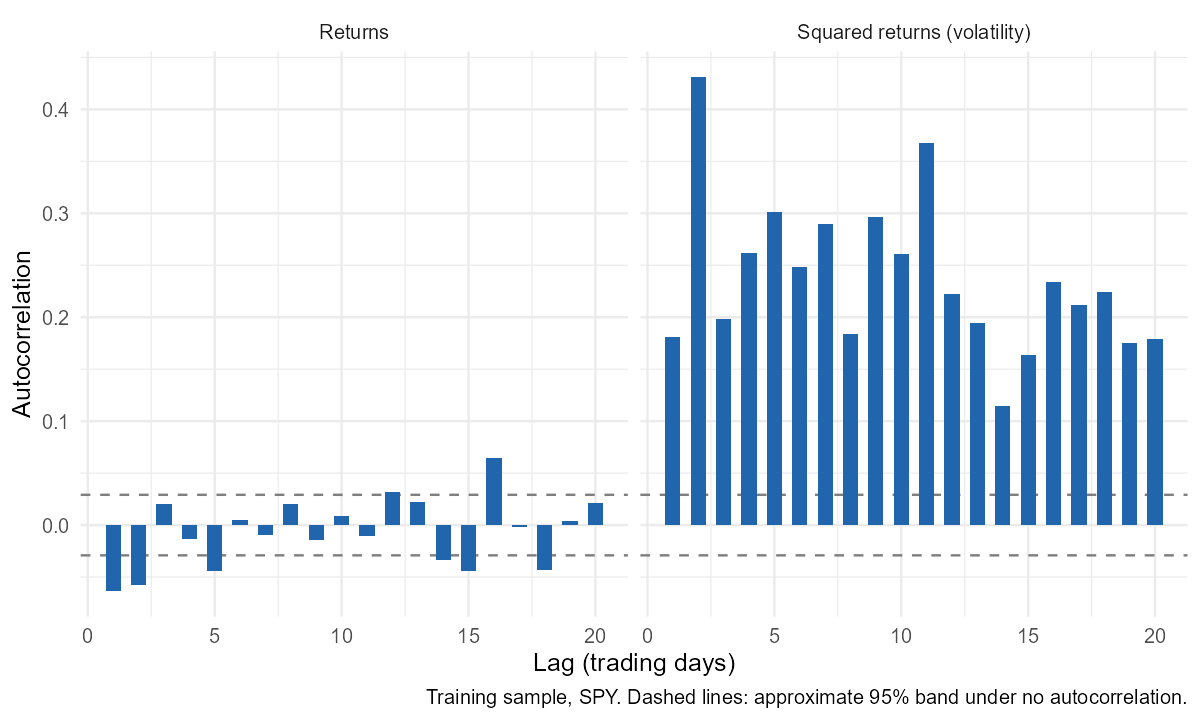 Returns
Squared returns (volatility)
Autocorrelation
0.4
0.3
0.2
0.1
0.0
0 5 10 15 20
0 5 10 15 20
Lag (trading days)
Training sample, SPY. Dashed lines: approximate 95% band under no autocorrelation.